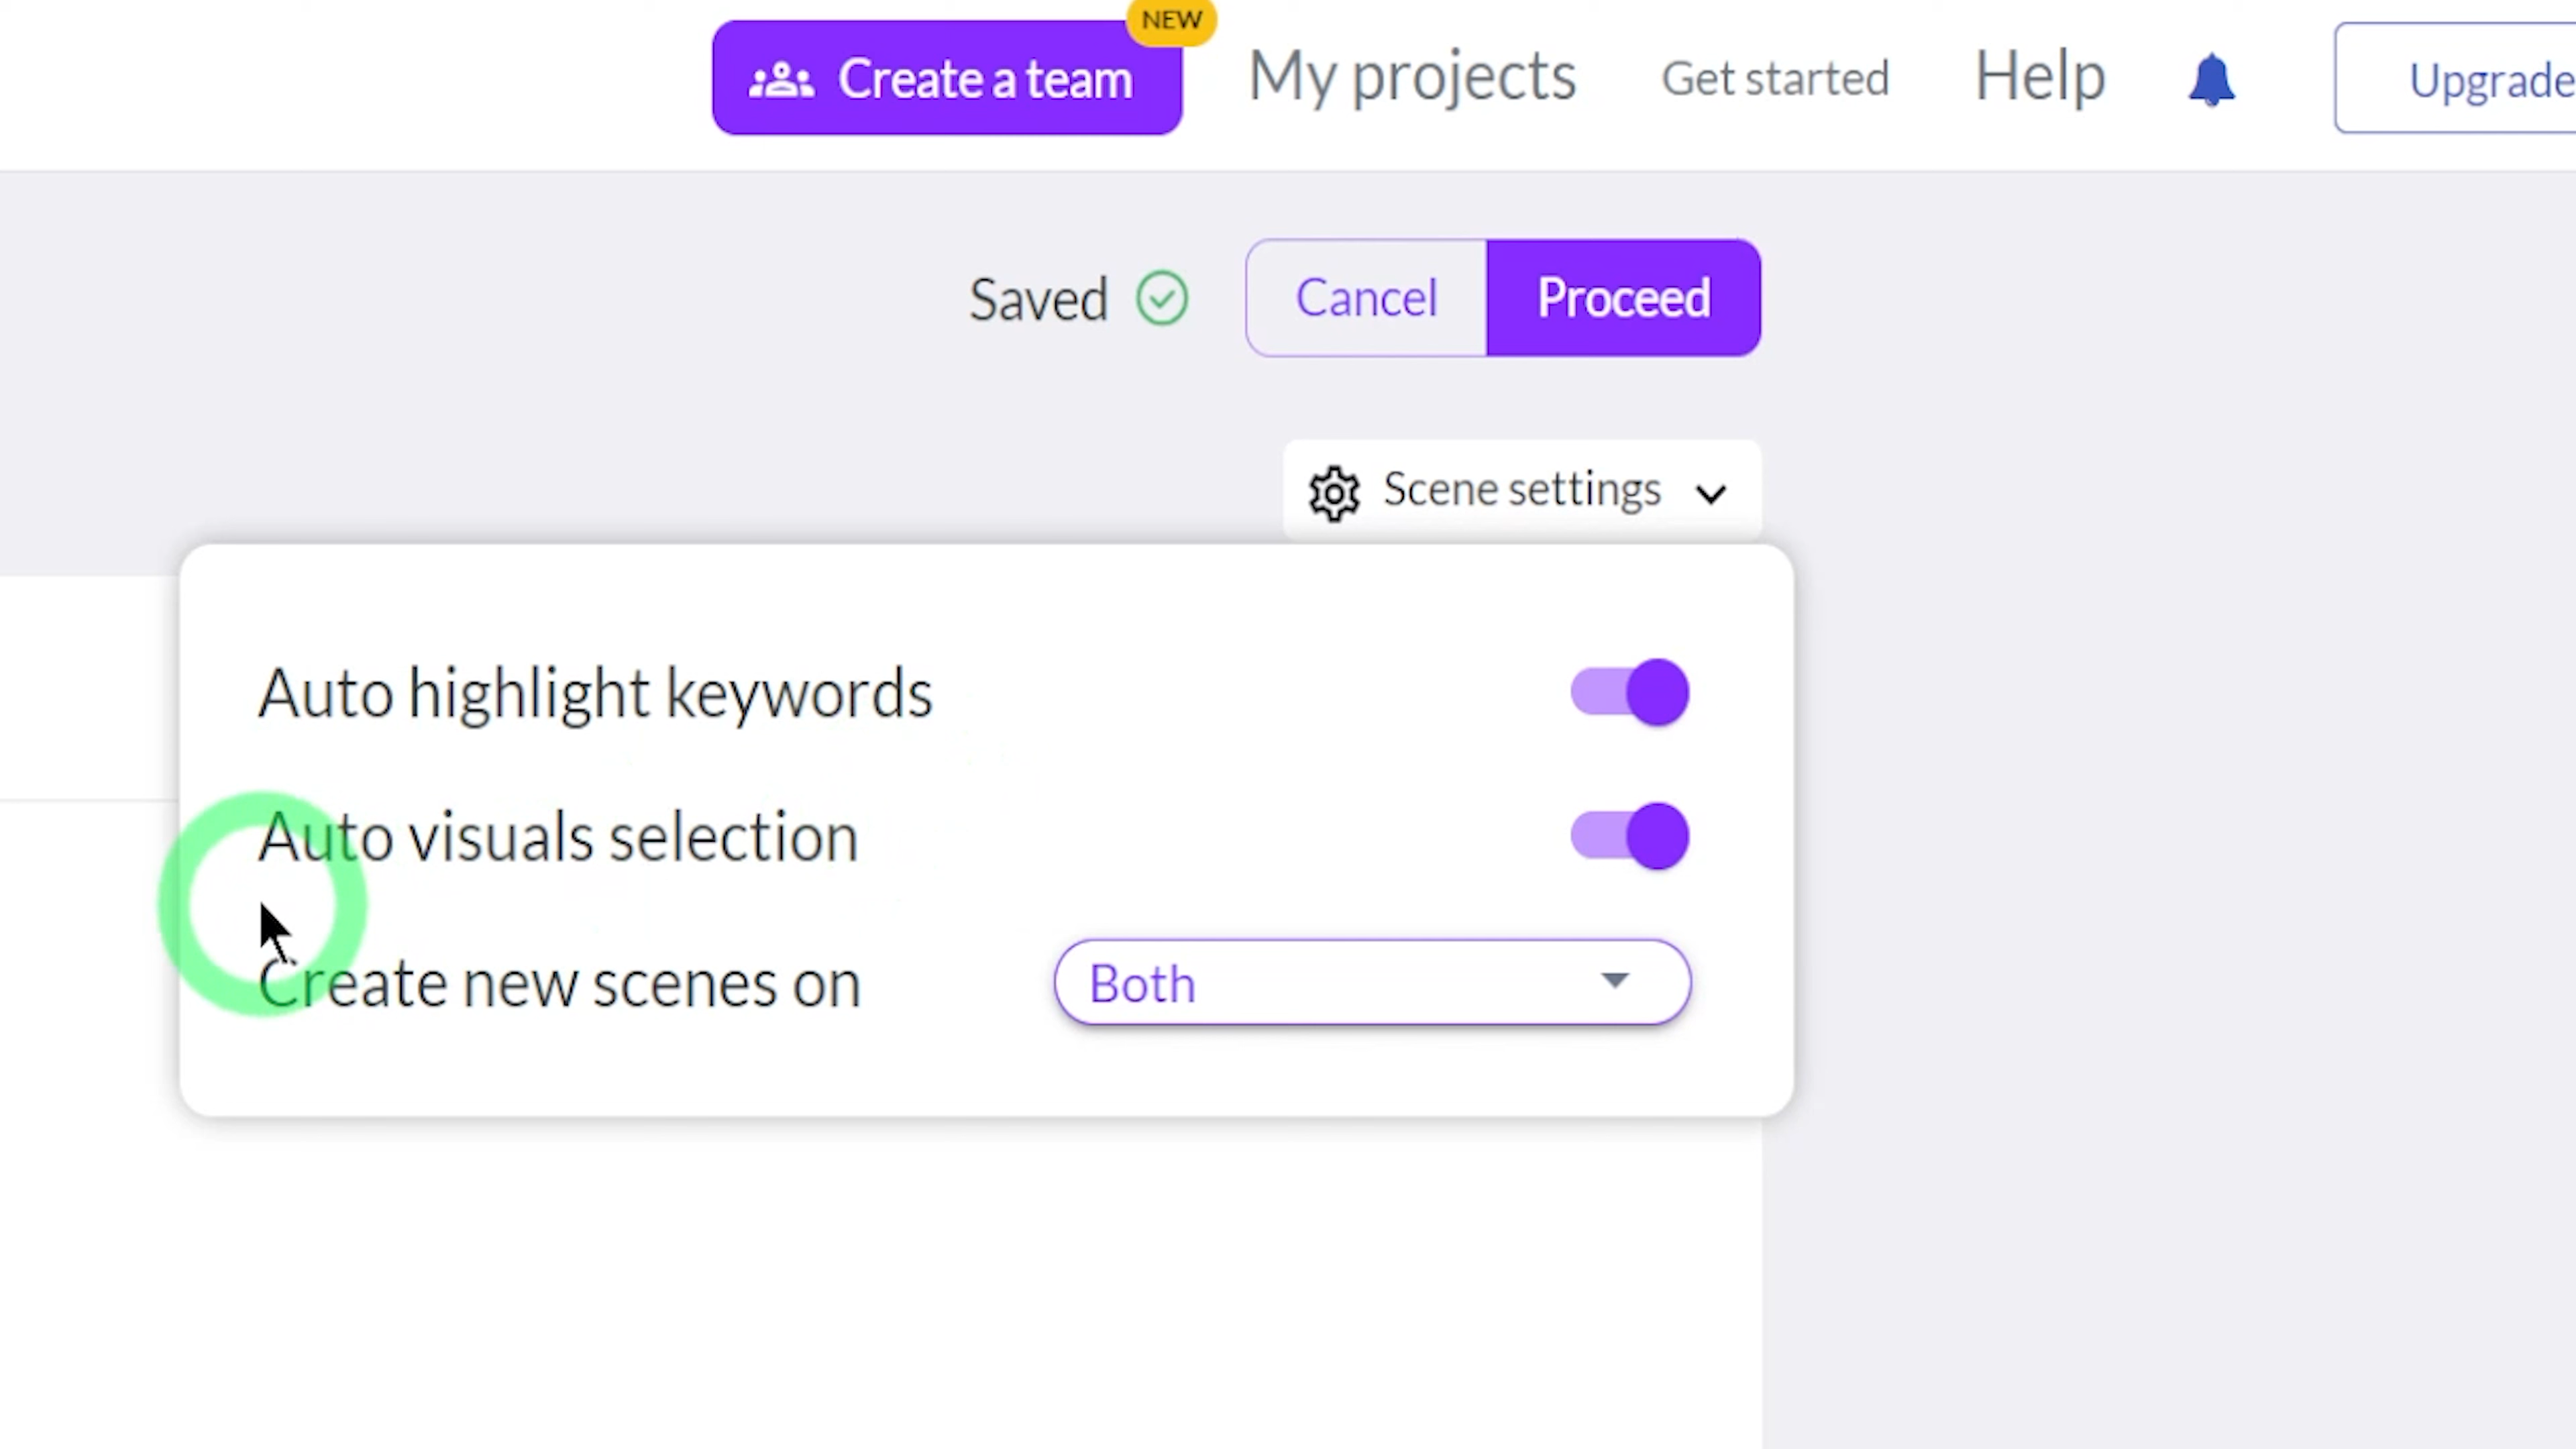 NEW
Create a team My projects Get started Help Upgrade
Saved Cancel Proceed
Scene settings
Auto highlight keywords
Auto visuals selection
Create new scenes on Both